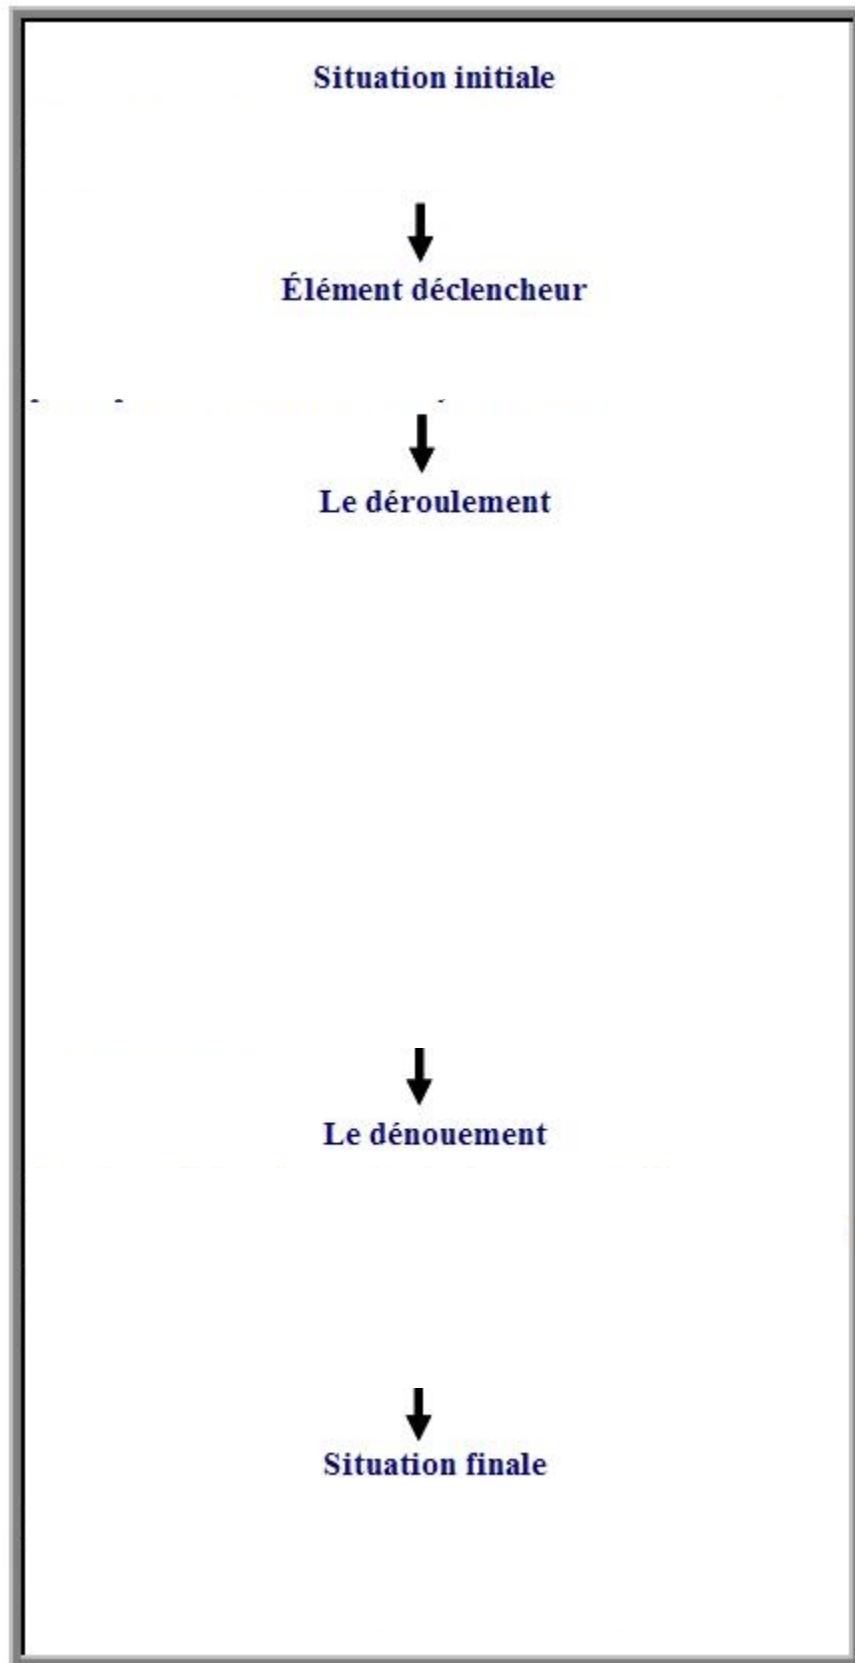 Situation initiale
Élément déclencheur
Le déroulement
Le dénouement
Situation finale